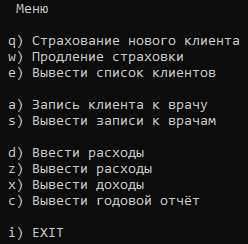 Меню
q) Страхование нового клиента
w) Продление страховки
e) Вывести список клиентов
a) Запись клиента к врачу
s) Вывести записи к врачам
d) Ввести расходы
z) Вывести расходы
x) Вывести доходы
c) Вывести годовой отчёт
i) EXIT